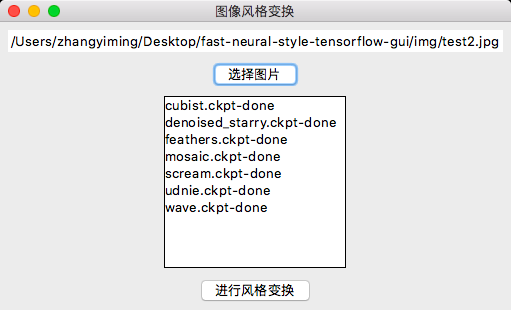 图像风格变换
/Users/zhangyiming/Desktop/fast-neural-style-tensorflow-gui/img/test2.jpg
选择图片
cubist.ckpt-done
denoised_starry.ckpt-done
feathers.ckpt-done
mosaic.ckpt-done
scream.ckpt-done
udnie.ckpt-done
wave.ckpt-done
进行风格变换